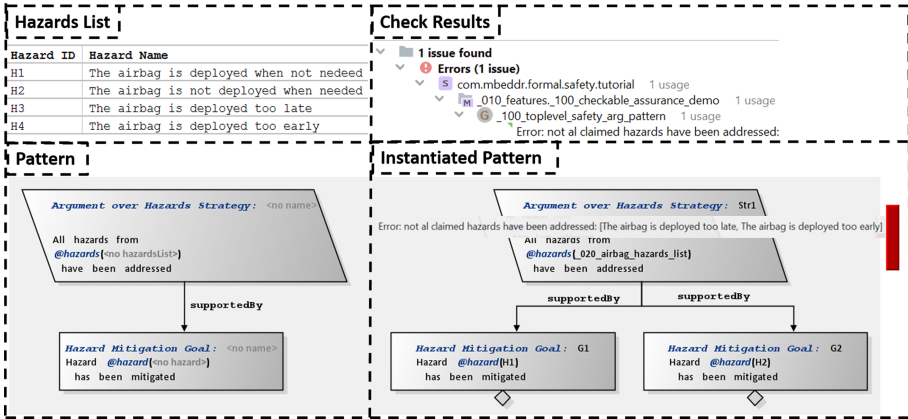 Hazards List
Hazard ID Hazard Name
H1 The airbag is deployed when not nedeed
H2 The airbag is not deployed when needed
H3 The airbag is deployed too late
H4 The airbag is deployed too early
Check Results
1 issue found
Errors (1 issue)
S com.mbeddr.formal.safety.tutorial 1 usage
M _010_features._100_checkable_assurance_demo 2 usage
G _100_toplevel_safety_arg_pattern 1 usage
Error: not al claimed hazards have been addressed:
Pattern
Argument over Hazards Strategy: <no name>
All hazards from
@hazards(<no hazardsList>)
have been addressed
supportedBy
Hazard Mitigation Goal: <no name>
Hazard @hazard(<no hazard>)
has been mitigated
Instantiated Pattern
Argument over Hazards Strategy: Str1
Error: not al claimed hazards have been addressed: [The airbag is deployed too late, The airbag is deployed too early]
All hazards from
@hazards(_020_airbag_hazards_list)
have been addressed
supportedBy supportedBy
Hazard Mitigation Goal: G1
Hazard @hazard(H1)
has been mitigated
Hazard Mitigation Goal: G2
Hazard @hazard(H2)
has been mitigated